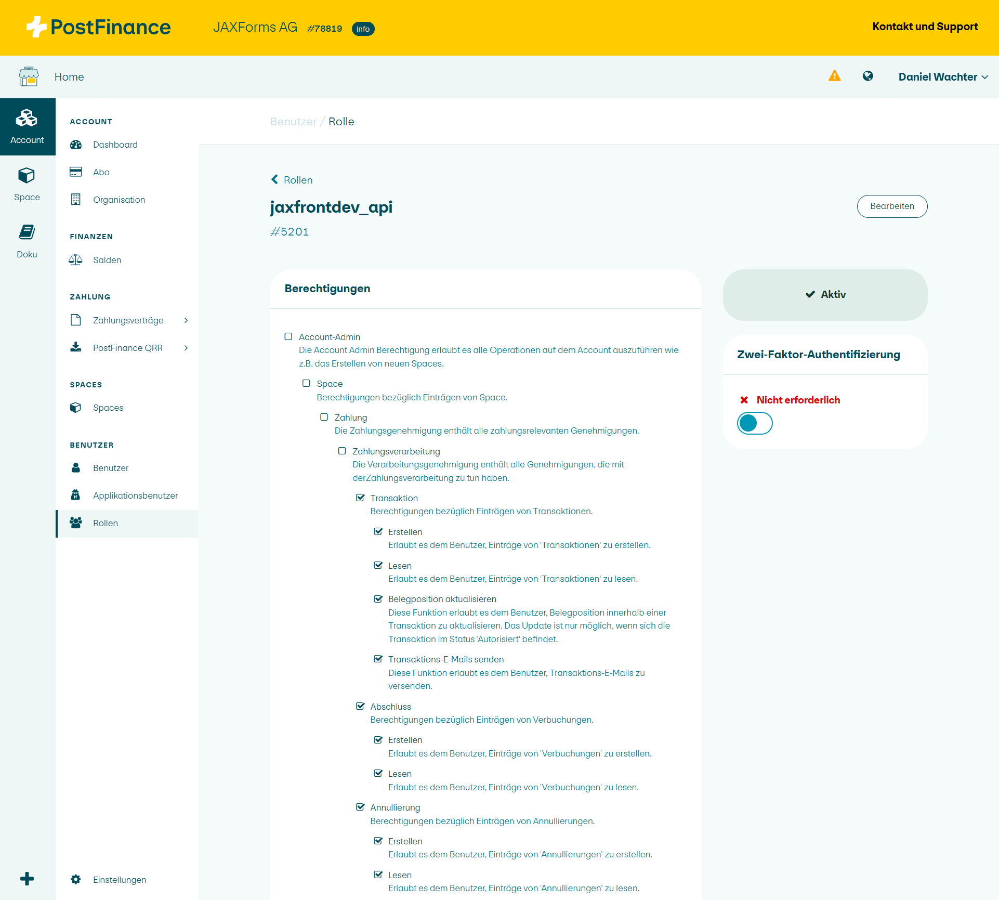 PostFinance
JAXForms AG #78819 Info
Kontakt und Support
Home
Daniel Wachter
Account
Space
Doku
ACCOUNT
Dashboard
Abo
Organisation
FINANZEN
Salden
ZAHLUNG
Zahlungsverträge
PostFinance QRR
SPACES
Spaces
BENUTZER
Benutzer
Applikationsbenutzer
Rollen
Einstellungen
Benutzer / Rolle
Rollen
jaxfrontdev_api
Bearbeiten
#5201
Berechtigungen
Account-Admin
Die Account Admin Berechtigung erlaubt es alle Operationen auf dem Account auszuführen wie
z.B. das Erstellen von neuen Spaces.
Space
Berechtigungen bezüglich Einträgen von Space.
Zahlung
Die Zahlungsgenehmigung enthält alle zahlungsrelevanten Genehmigungen.
Zahlungsverarbeitung
Die Verarbeitungsgenehmigung enthält alle Genehmigungen, die mit
derZahlungsverarbeitung zu tun haben.
Transaktion
Berechtigungen bezüglich Einträgen von Transaktionen.
Erstellen
Erlaubt es dem Benutzer, Einträge von 'Transaktionen' zu erstellen.
Lesen
Erlaubt es dem Benutzer, Einträge von 'Transaktionen' zu lesen.
Belegposition aktualisieren
Diese Funktion erlaubt es dem Benutzer, Belegposition innerhalb einer
Transaktion zu aktualisieren. Das Update ist nur möglich, wenn sich die
Transaktion im Status 'Autorisiert' befindet.
Transaktions-E-Mails senden
Diese Funktion erlaubt es dem Benutzer, Transaktions-E-Mails zu
versenden.
Abschluss
Berechtigungen bezüglich Einträgen von Verbuchungen.
Erstellen
Erlaubt es dem Benutzer, Einträge von 'Verbuchungen' zu erstellen.
Lesen
Erlaubt es dem Benutzer, Einträge von 'Verbuchungen' zu lesen.
Annullierung
Berechtigungen bezüglich Einträgen von Annullierungen.
Erstellen
Erlaubt es dem Benutzer, Einträge von 'Annullierungen' zu erstellen.
Lesen
Erlaubt es dem Benutzer, Einträge von 'Annullierungen' zu lesen.
Aktiv
Zwei-Faktor-Authentifizierung
Nicht erforderlich